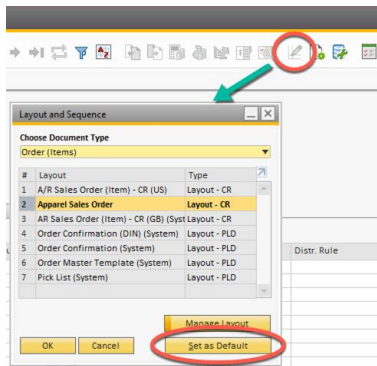 Layout and Sequence
Choose Document Type
Order (Items)
# Layout Type
1 A/R Sales Order (Item) - CR (US) Layout - CR
2 Apparel Sales Order Layout - CR
3 AR Sales Order (Item) - CR (GB) (Syst Layout - CR
4 Order Confirmation (DIN) (System) Layout - PLD
5 Order Confirmation (System) Layout - PLD
6 Order Master Template (System) Layout - PLD
7 Pick List (System) Layout - PLD
Distr. Rule
Manage Layout
OK Cancel Set as Default